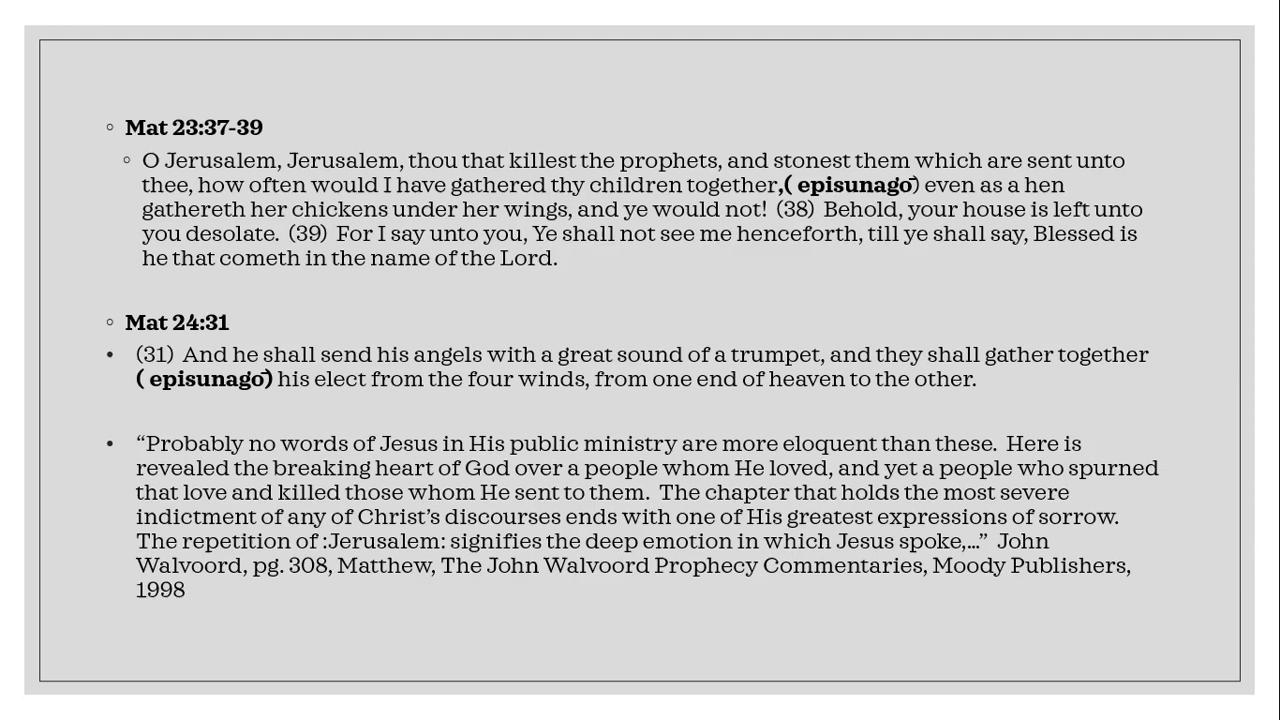 ◦ Mat 23:37-39
◦ O Jerusalem, Jerusalem, thou that killest the prophets, and stonest them which are sent unto
thee, how often would I have gathered thy children together,( episunagō) even as a hen
gathereth her chickens under her wings, and ye would not!  (38)  Behold, your house is left unto
you desolate.  (39)  For I say unto you, Ye shall not see me henceforth, till ye shall say, Blessed is
he that cometh in the name of the Lord.
◦ Mat 24:31
• (31)  And he shall send his angels with a great sound of a trumpet, and they shall gather together
( episunagō) his elect from the four winds, from one end of heaven to the other.
• “Probably no words of Jesus in His public ministry are more eloquent than these.  Here is
revealed the breaking heart of God over a people whom He loved, and yet a people who spurned
that love and killed those whom He sent to them.  The chapter that holds the most severe
indictment of any of Christ’s discourses ends with one of His greatest expressions of sorrow.
The repetition of :Jerusalem: signifies the deep emotion in which Jesus spoke,…”  John
Walvoord, pg. 308, Matthew, The John Walvoord Prophecy Commentaries, Moody Publishers,
1998